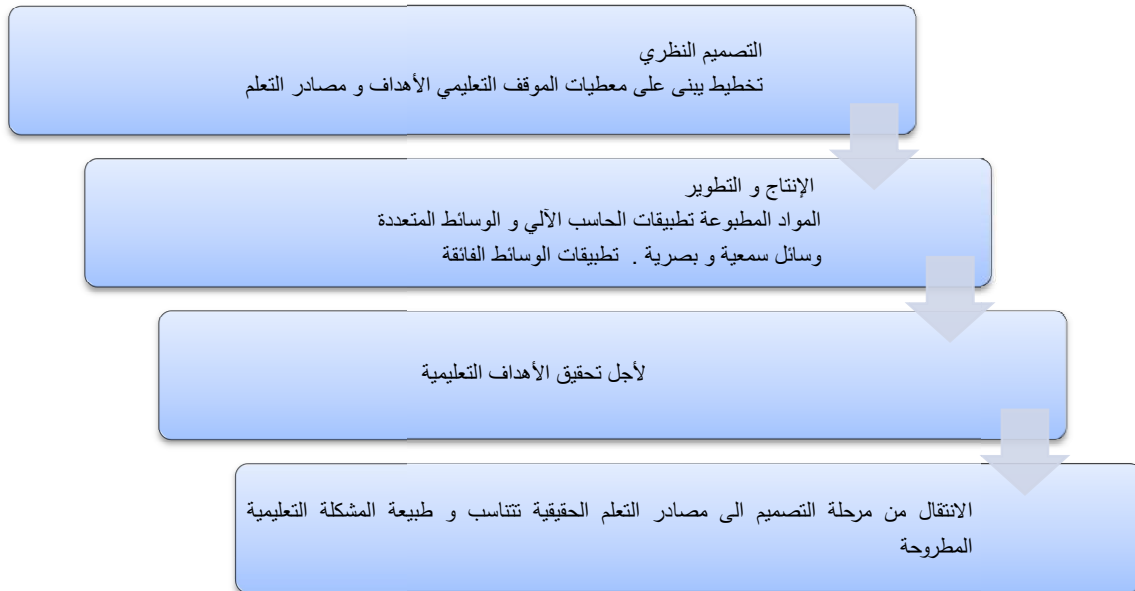 التصميم النظري
تخطيط يبنى على معطيات الموقف التعليمي الأهداف و مصادر التعلم
الإنتاج و التطوير
المواد المطبوعة تطبيقات الحاسب الآلي و الوسائط المتعددة
وسائل سمعية و بصرية . تطبيقات الوسائط الفائقة
لأجل تحقيق الأهداف التعليمية
الانتقال من مرحلة التصميم الى مصادر التعلم الحقيقية تتناسب و طبيعة المشكلة التعليمية
المطروحة